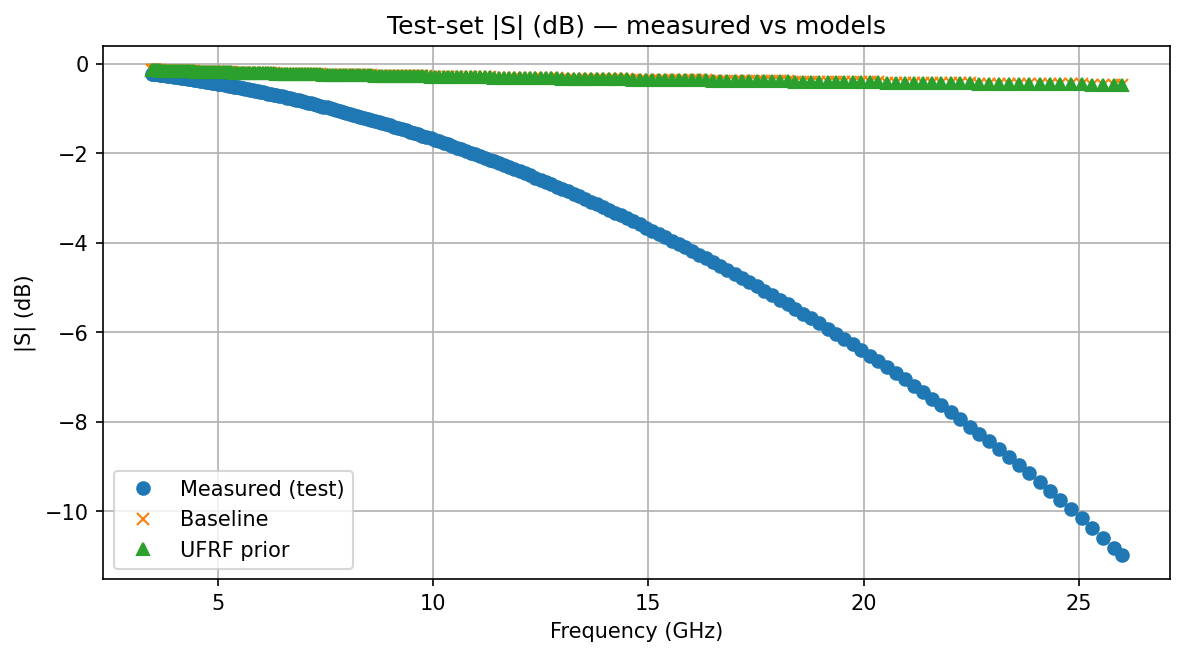 Test-set |S| (dB) — measured vs models
|S| (dB)
0
−2
−4
−6
−8
−10
Measured (test)
Baseline
UFRF prior
5
10
15
20
25
Frequency (GHz)